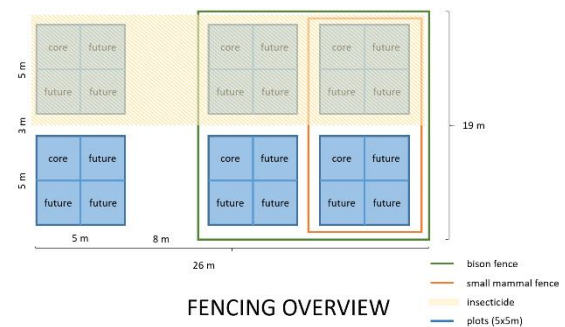 core future core future core future
future future future future future future
5 m
3 m
19 m
core future core future core future
future future future future future future
5 m
5 m 8 m
26 m
bison fence
small mammal fence
insecticide
plots (5x5m)
FENCING OVERVIEW